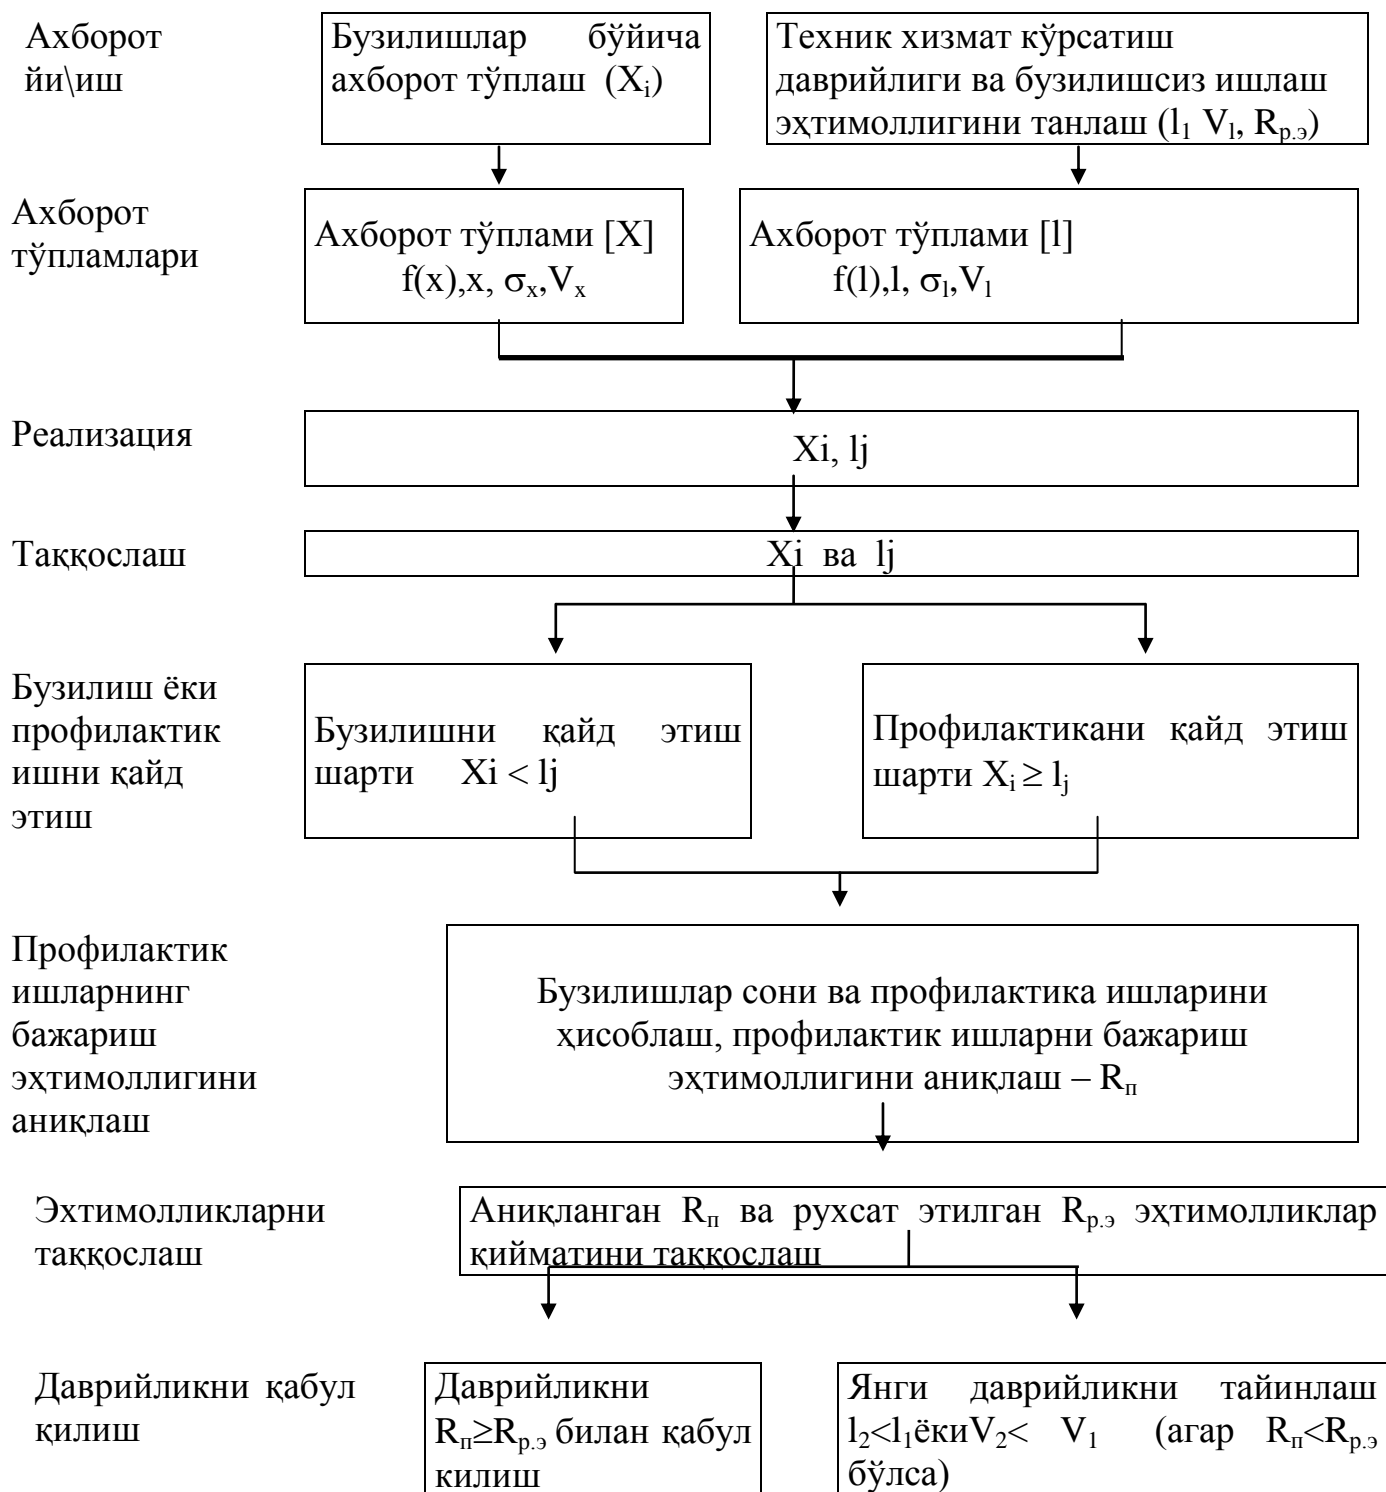 Ахборот
йи\иш
Бузилишлар бўйича
ахборот тўплаш (Xᵢ)
Техник хизмат кўрсатиш
даврийлиги ва бузилишсиз ишлаш
эҳтимоллигини танлаш (l₁ Vₗ, Rр.э)
Ахборот
тўпламлари
Ахборот тўплами [X]
f(x),x, σₓ,Vₓ
Ахборот тўплами [l]
f(l),l, σₗ,Vₗ
Реализация
Xi, lj
Таққослаш
Xi ва lj
Бузилиш ёки
профилактик
ишни қайд
этиш
Бузилишни қайд этиш
шарти Xi < lj
Профилактикани қайд этиш
шарти Xᵢ ≥ lⱼ
Профилактик
ишларнинг
бажариш
эҳтимоллигини
аниқлаш
Бузилишлар сони ва профилактика ишларини
ҳисоблаш, профилактик ишларни бажариш
эҳтимоллигини аниқлаш – Rп
Эхтимолликларни
таққослаш
Аниқланган Rп ва рухсат этилган Rр.э эҳтимолликлар
қийматини таққослаш
Даврийликни қабул
қилиш
Даврийликни
Rп≥Rр.э билан қабул
килиш
Янги даврийликни тайинлаш
l₂<l₁ёкиV₂< V₁ (агар Rп<Rр.э
бўлса)